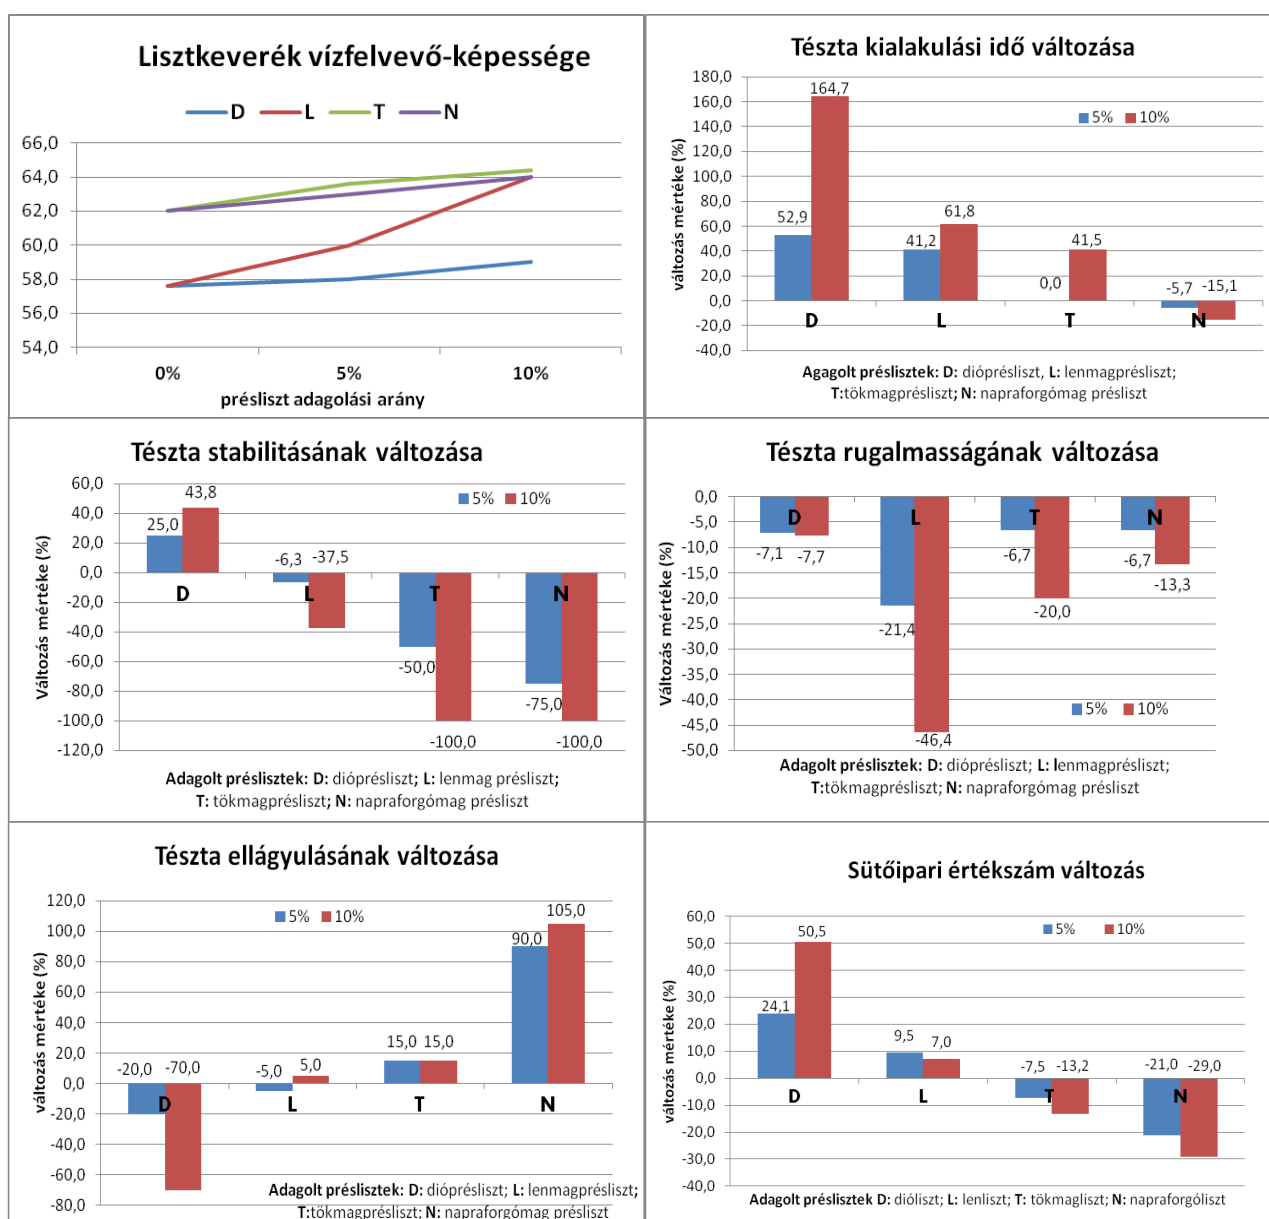 Lisztkeverék vízfelvevő-képessége
D L T N
66,0
64,0
62,0
60,0
58,0
56,0
54,0
0% 5% 10%
présliszt adagolási arány
Tészta kialakulási idő változása
változás mértéke (%)
180,0
160,0
140,0
120,0
100,0
80,0
60,0
40,0
20,0
0,0
-20,0
-40,0
5% 10%
52,9 164,7 41,2 61,8 0,0 41,5 -5,7 -15,1
D L T N
Agagolt préslisztek: D: dióprésliszt, L: lenmagprésliszt;
T:tökmagprésliszt; N: napraforgómag présliszt
Tészta stabilitásának változása
Változás mértéke (%)
60,0
40,0
20,0
0,0
-20,0
-40,0
-60,0
-80,0
-100,0
-120,0
5% 10%
25,0 43,8 -6,3 -37,5 -50,0 -100,0 -75,0 -100,0
D L T N
Adagolt préslisztek: D: dióprésliszt; L: lenmag présliszt;
T: tökmagprésliszt; N: napraforgómag présliszt
Tészta rugalmasságának változása
Változás mértéke (%)
0,0
-5,0
-10,0
-15,0
-20,0
-25,0
-30,0
-35,0
-40,0
-45,0
-50,0
D L T N
-7,1 -7,7 -21,4 -46,4 -6,7 -20,0 -6,7 -13,3
5% 10%
Adagolt préslisztek: D: dióprésliszt; L: lenmagprésliszt;
T:tökmagprésliszt; N: napraforgómag présliszt
Tészta ellágyulásának változása
változás mértéke (%)
120,0
100,0
80,0
60,0
40,0
20,0
0,0
-20,0
-40,0
-60,0
-80,0
5% 10%
-20,0 -70,0 -5,0 5,0 15,0 15,0 90,0 105,0
D L T N
Adagolt préslisztek: D: dióprésliszt; L: lenmagprésliszt;
T:tökmagprésliszt; N: napraforgómag présliszt
Sütőipari értékszám változás
változás mértéke (%)
60,0
50,0
40,0
30,0
20,0
10,0
0,0
-10,0
-20,0
-30,0
-40,0
5% 10%
24,1 50,5 9,5 7,0 -7,5 -13,2 -21,0 -29,0
D L T N
Adagolt préslisztek D: dióliszt; L: lenliszt; T: tökmagliszt; N: napraforgóliszt